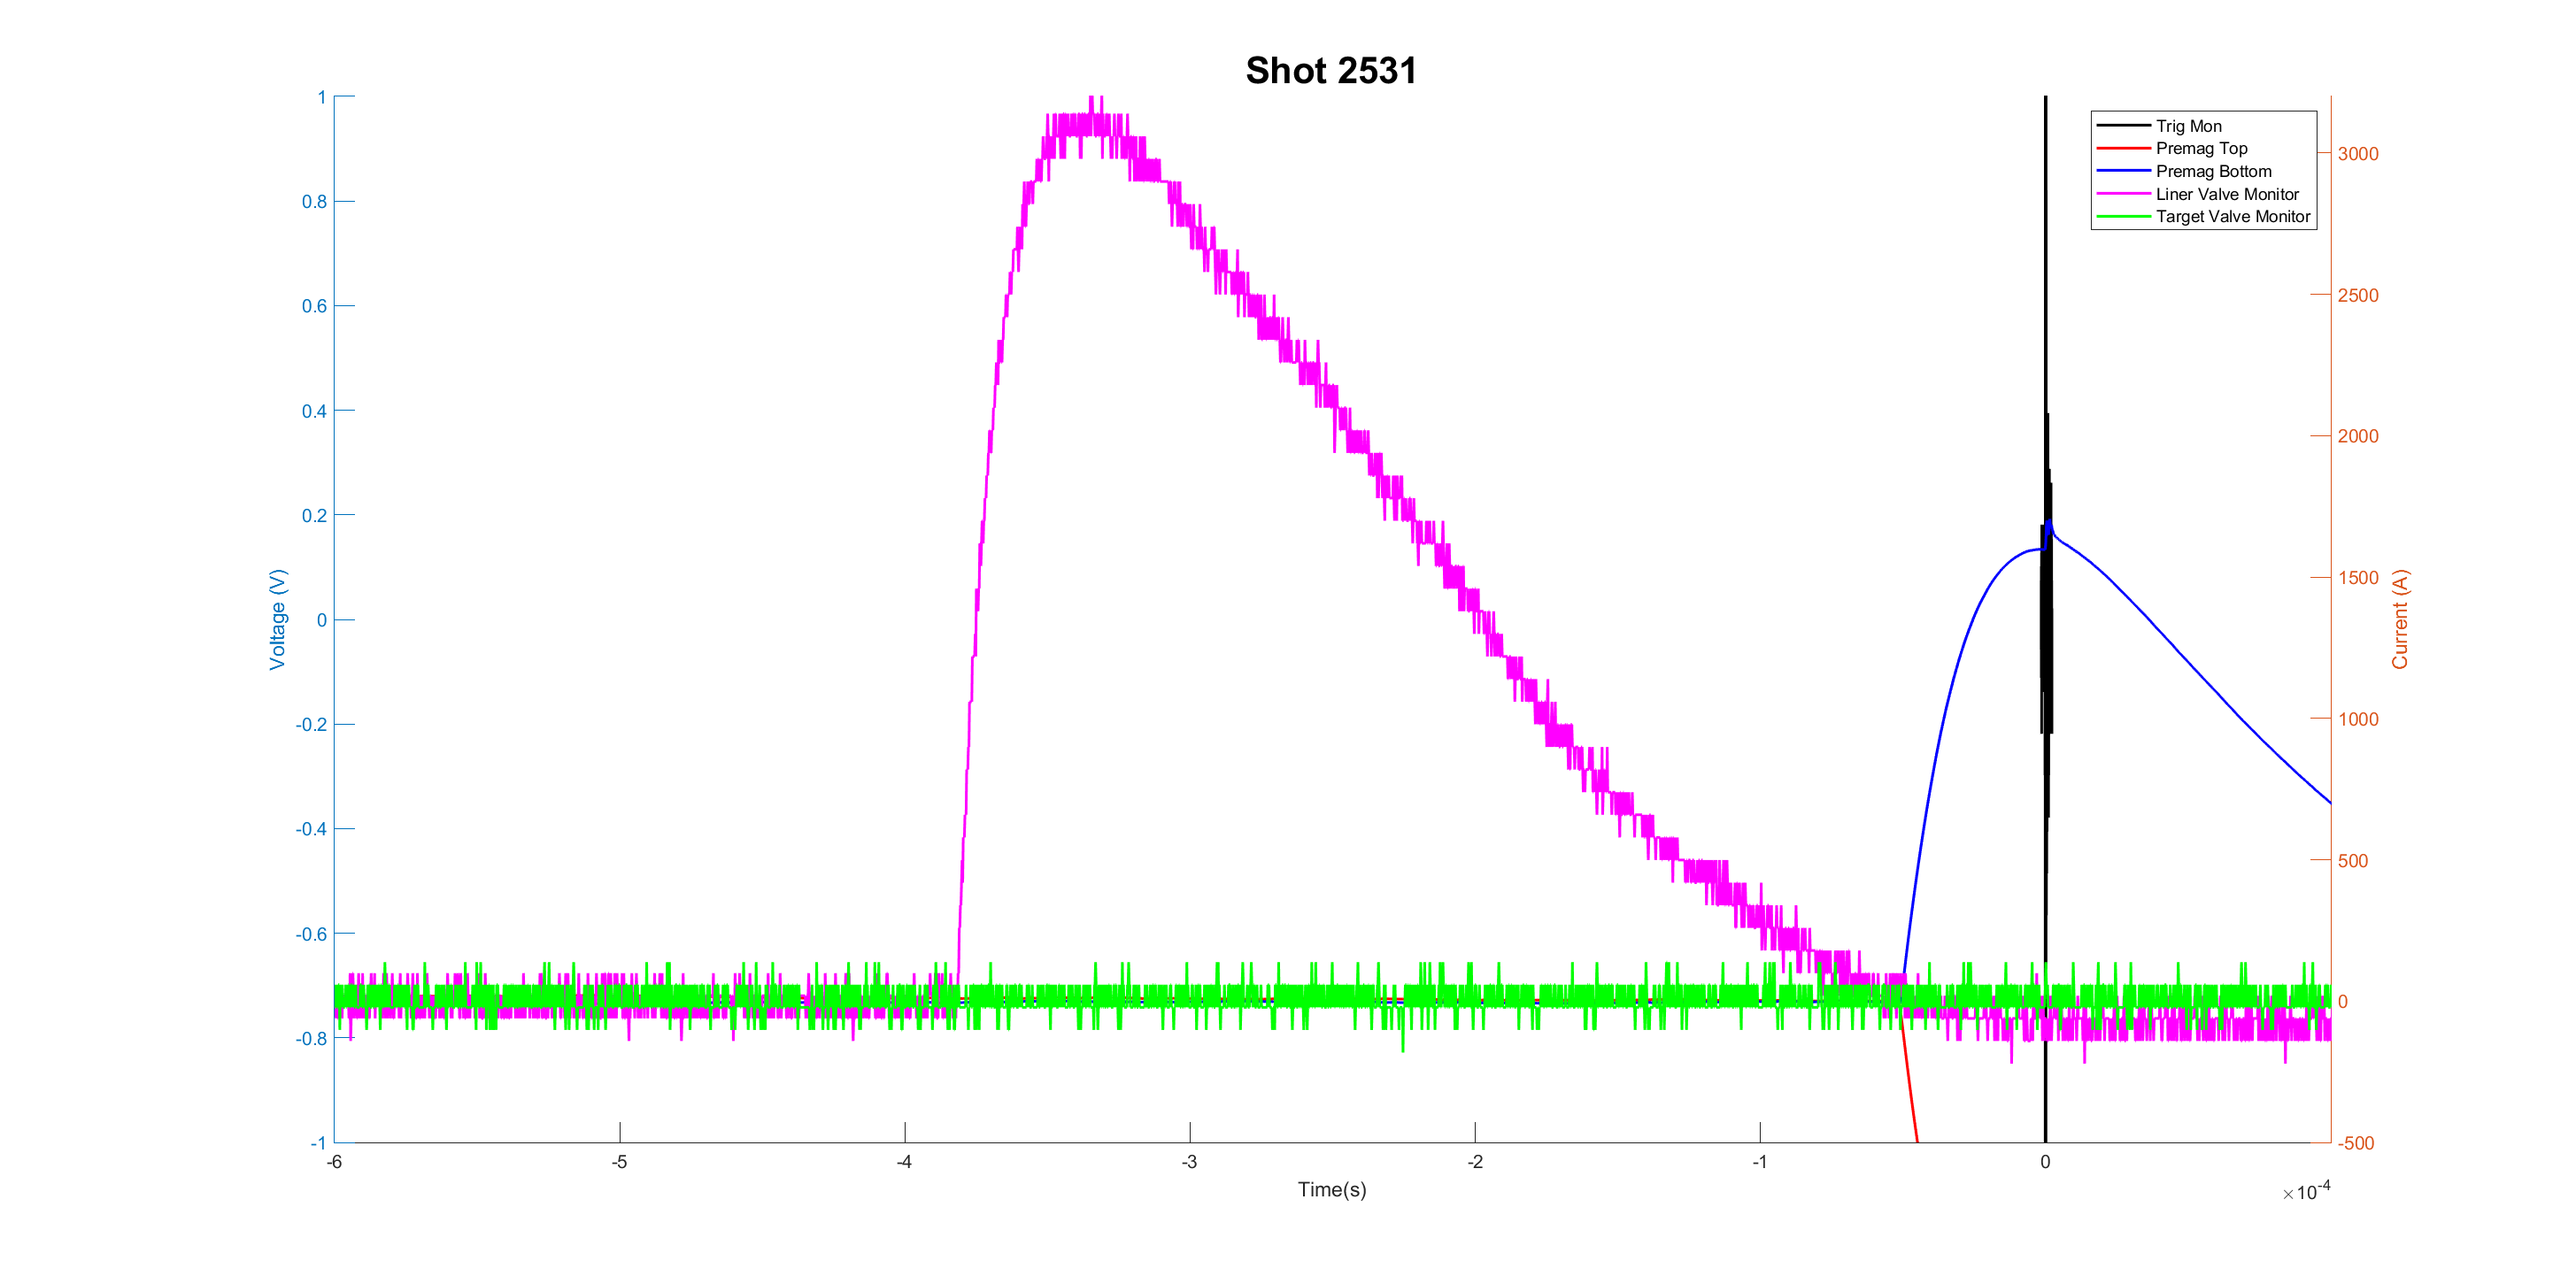 Shot 2531
Voltage (V)
1
0.8
0.6
0.4
0.2
0
-0.2
-0.4
-0.6
-0.8
-1
Trig Mon
Premag Top
Premag Bottom
Liner Valve Monitor
Target Valve Monitor
3000
2500
2000
1500
1000
500
0
-500
Current (A)
-6 -5 -4 -3 -2 -1 0
Time(s)
×10-4